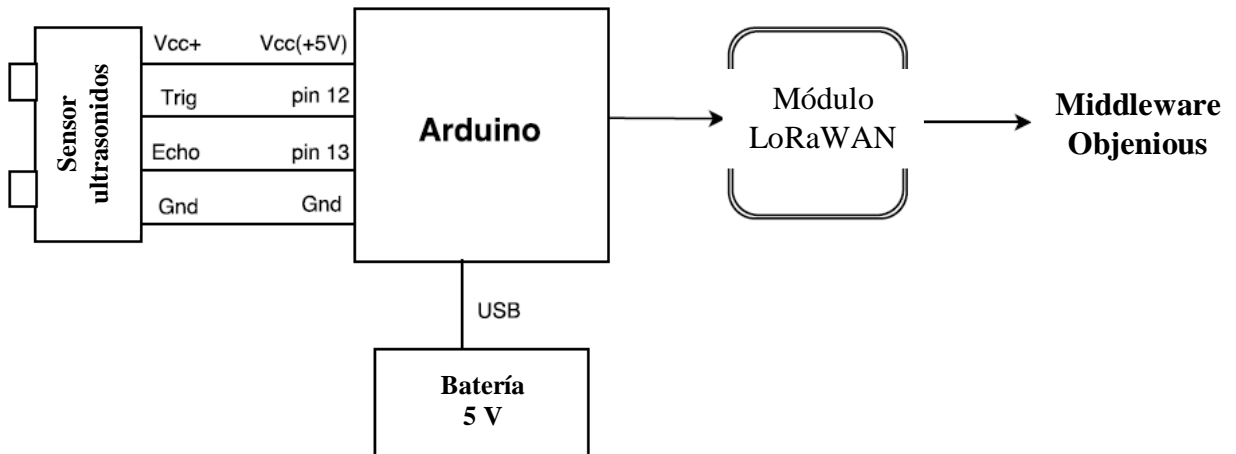 Sensor
ultrasonidos
Vcc+ Vcc(+5V)
Trig pin 12
Echo pin 13
Gnd Gnd
Arduino
Módulo
LoRaWAN
Middleware
Objenious
USB
Batería
5 V